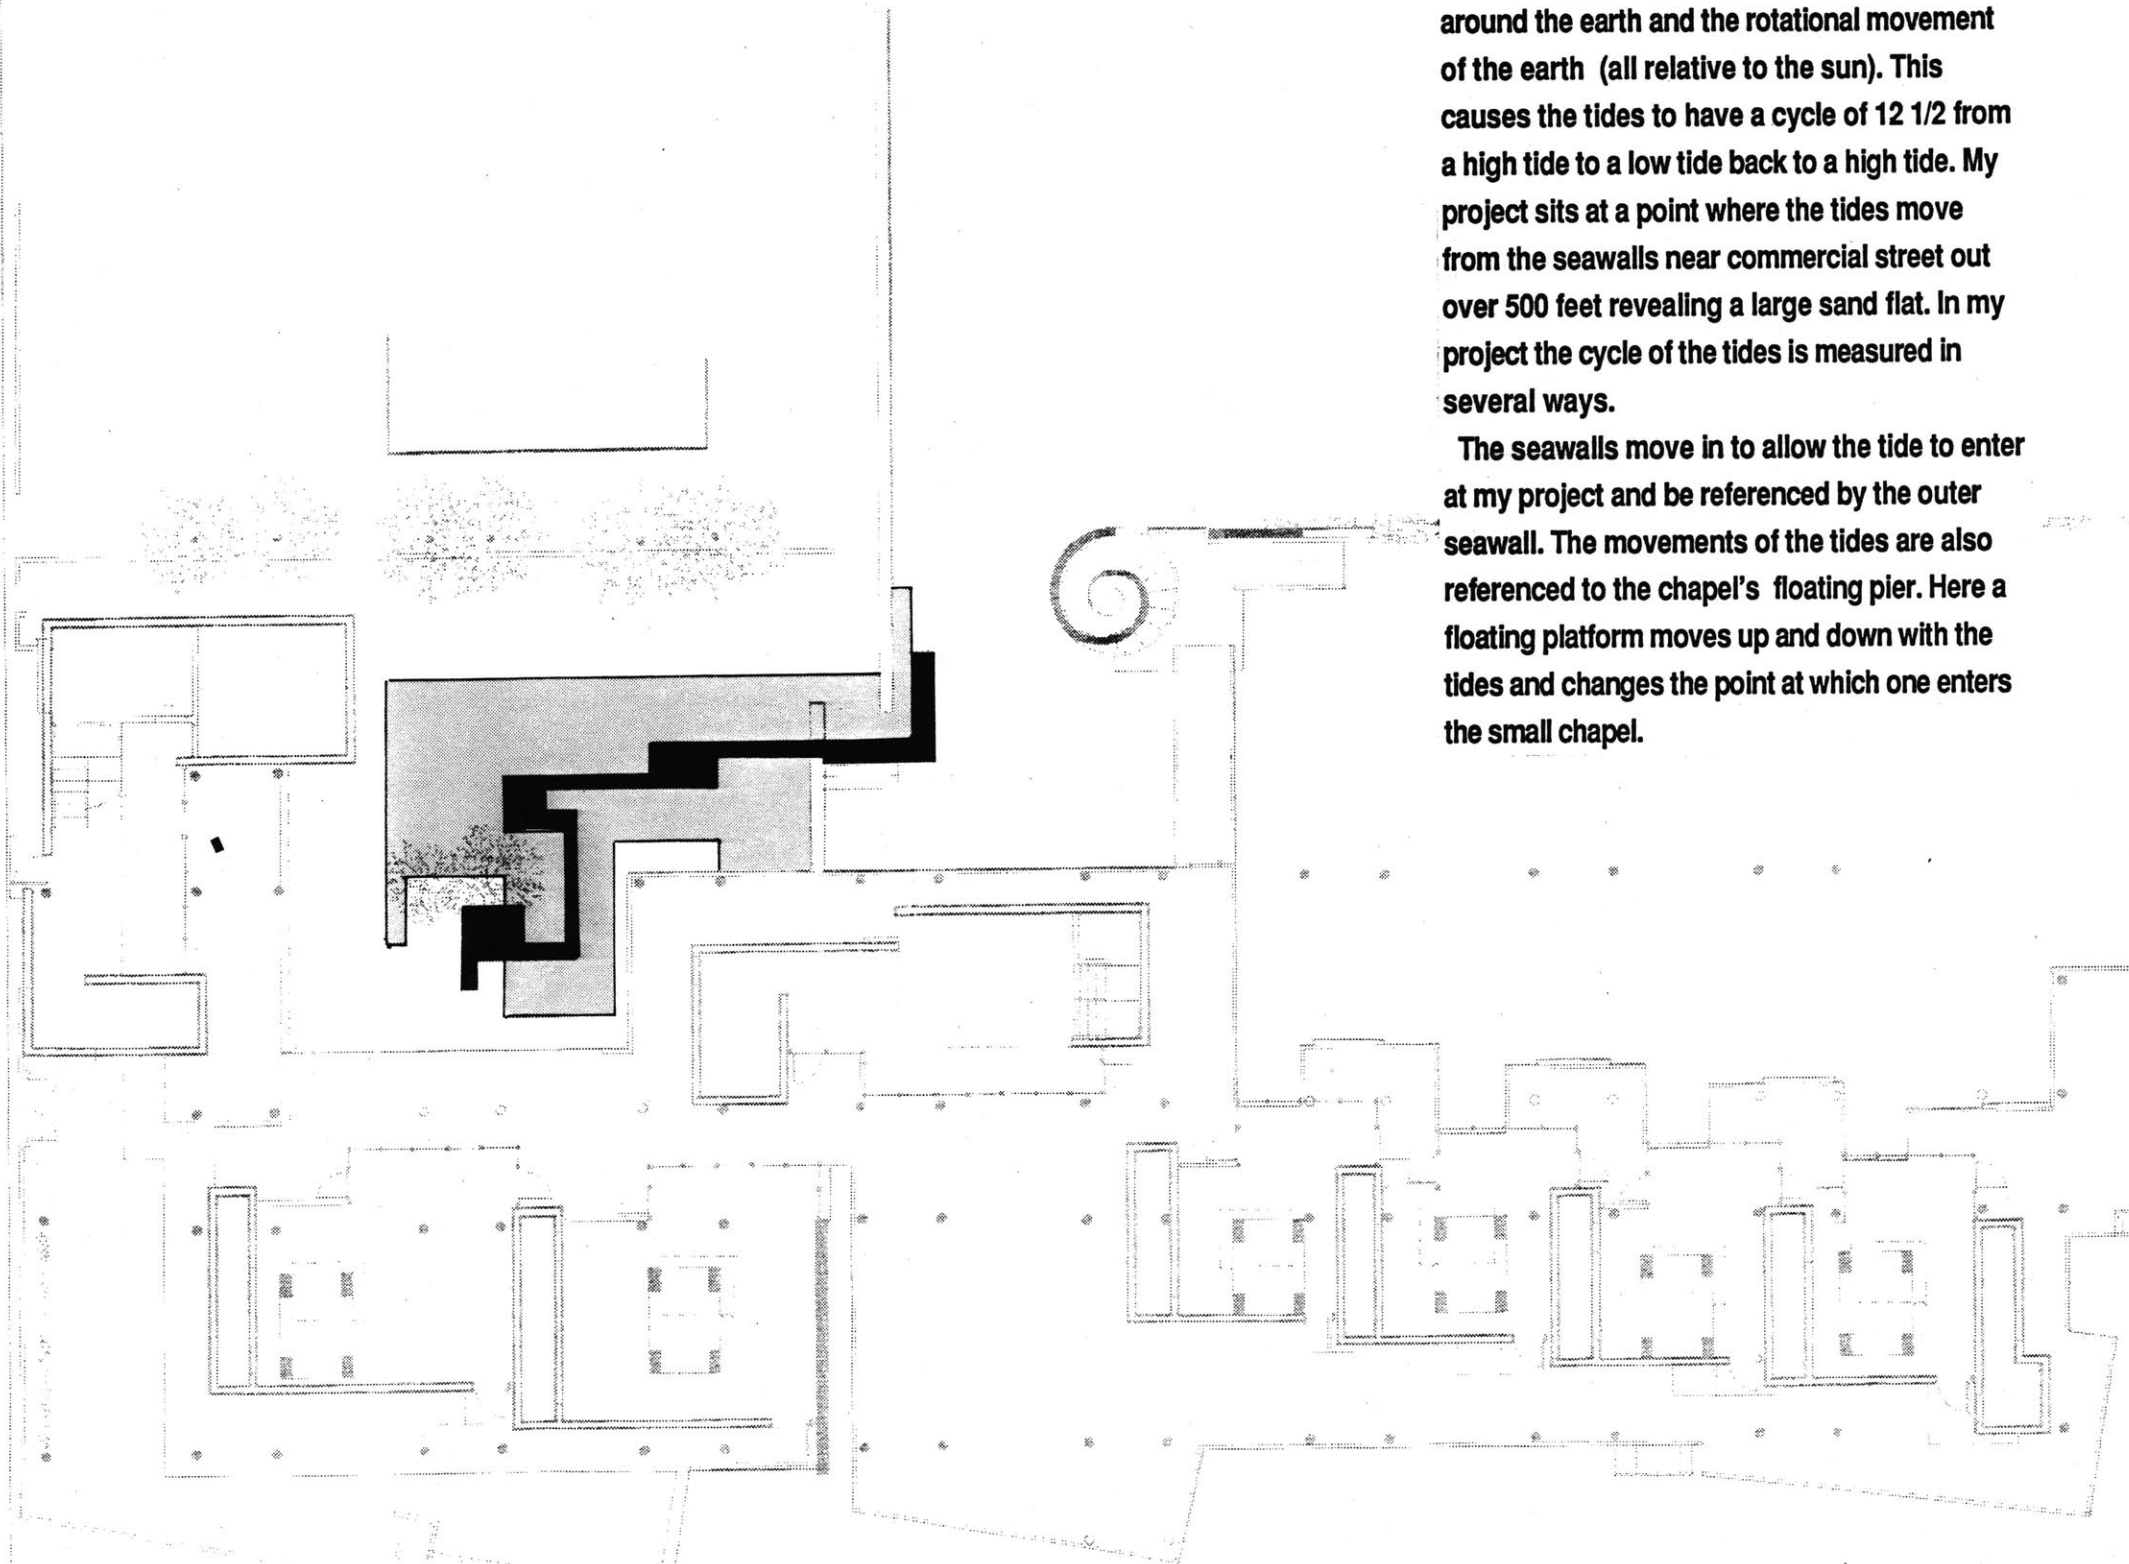 around the earth and the rotational movement
of the earth (all relative to the sun). This
causes the tides to have a cycle of 12 1/2 from
a high tide to a low tide back to a high tide. My
project sits at a point where the tides move
from the seawalls near commercial street out
over 500 feet revealing a large sand flat. In my
project the cycle of the tides is measured in
several ways.
The seawalls move in to allow the tide to enter
at my project and be referenced by the outer
seawall. The movements of the tides are also
referenced to the chapel's floating pier. Here a
floating platform moves up and down with the
tides and changes the point at which one enters
the small chapel.